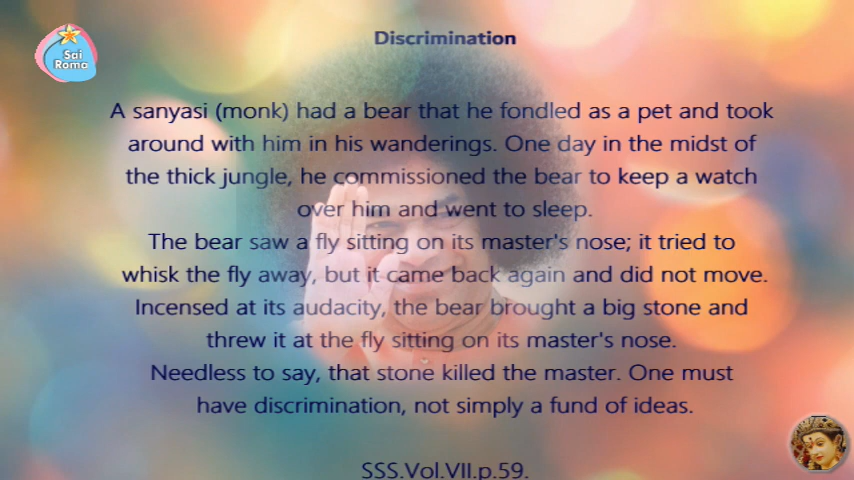 Sai
Roma
Discrimination
A sanyasi (monk) had a bear that he fondled as a pet and took
around with him in his wanderings. One day in the midst of
the thick jungle, he commissioned the bear to keep a watch
over him and went to sleep.
The bear saw a fly sitting on its master's nose; it tried to
whisk the fly away, but it came back again and did not move.
Incensed at its audacity, the bear brought a big stone and
threw it at the fly sitting on its master's nose.
Needless to say, that stone killed the master. One must
have discrimination, not simply a fund of ideas.
SSS.Vol.VII.p.59.